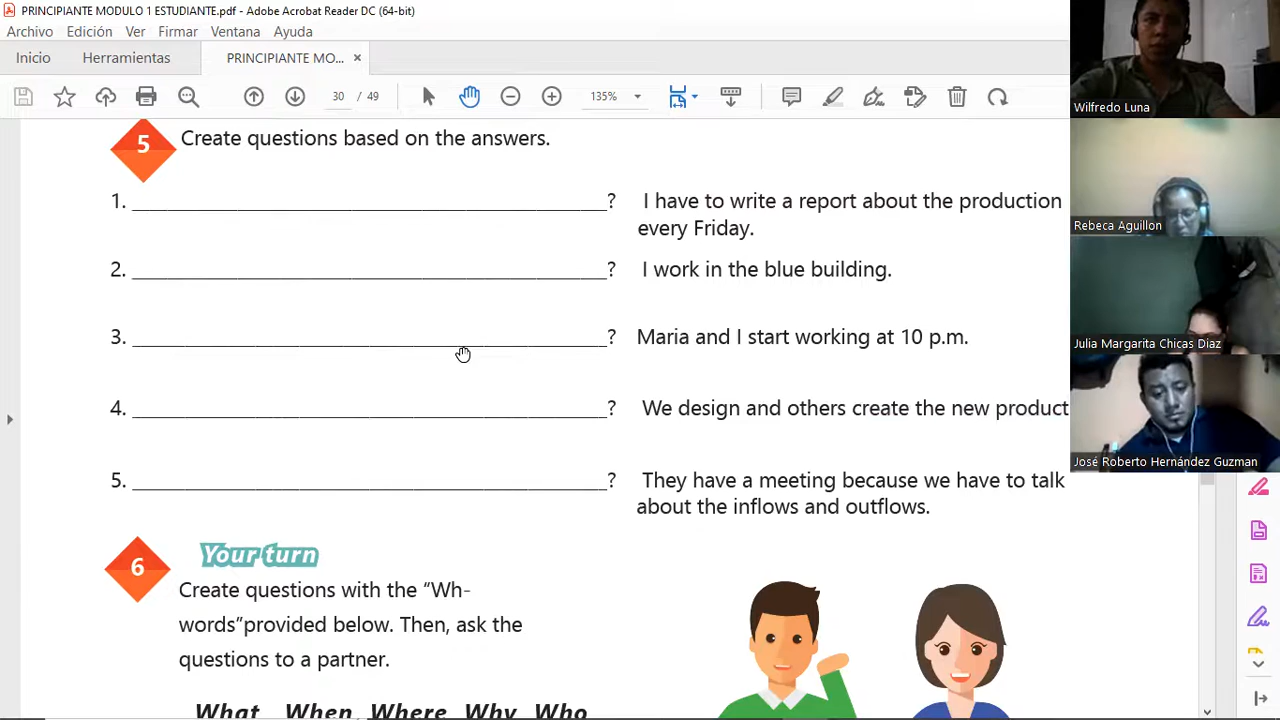 PRINCIPIANTE MODULO 1 ESTUDIANTE.pdf - Adobe Acrobat Reader DC (64-bit)
Archivo Edición Ver Firmar Ventana Ayuda
Inicio Herramientas PRINCIPIANTE MO... ×
30 / 49 135%
5 Create questions based on the answers.
1. ____________________? I have to write a report about the production
every Friday.
2. ____________________? I work in the blue building.
3. ____________________? Maria and I start working at 10 p.m.
4. ____________________? We design and others create the new product
5. ____________________? They have a meeting because we have to talk
about the inflows and outflows.
6 Your turn
Create questions with the “Wh-
words”provided below. Then, ask the
questions to a partner.
What When Where Why Who
Wilfredo Luna
Rebeca Aguillon
Julia Margarita Chicas Diaz
José Roberto Hernández Guzman